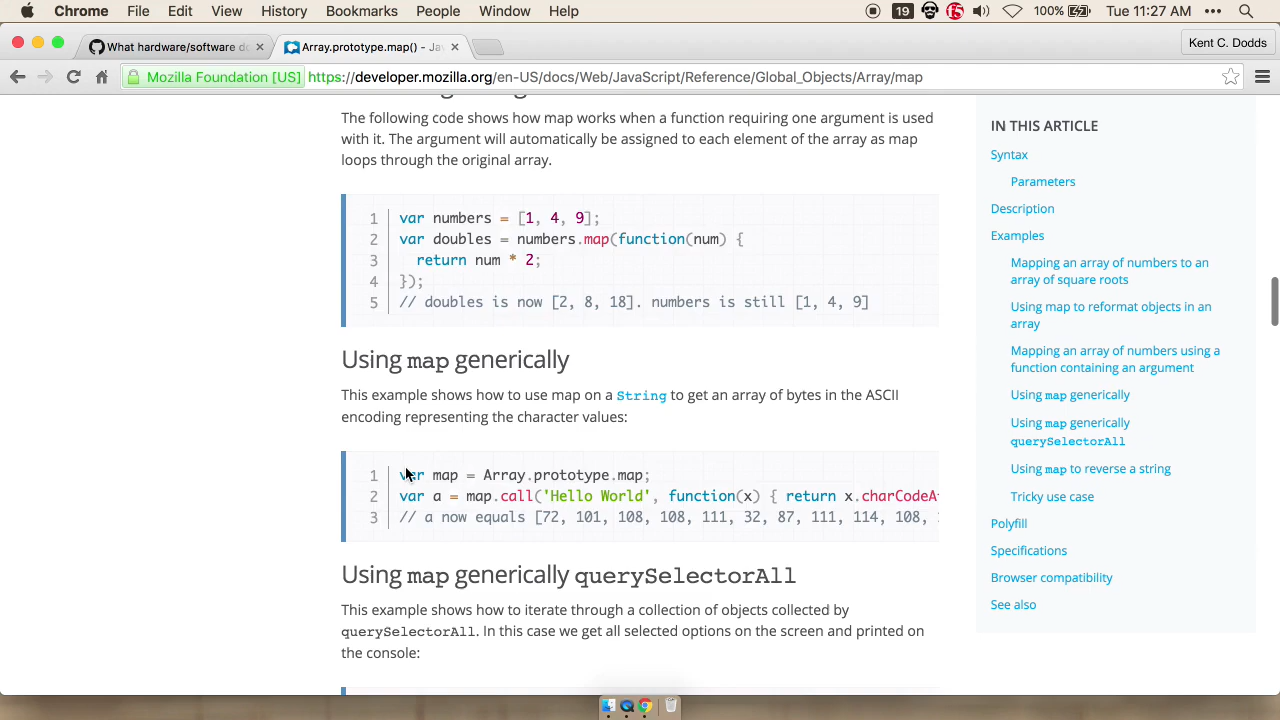 Chrome File Edit View History Bookmarks People Window Help 19 100% Tue 11:27 AM
What hardware/software do × Array.prototype.map() - Jav × Kent C. Dodds
Mozilla Foundation [US] https://developer.mozilla.org/en-US/docs/Web/JavaScript/Reference/Global_Objects/Array/map
The following code shows how map works when a function requiring one argument is used
with it. The argument will automatically be assigned to each element of the array as map
loops through the original array.
1 var numbers = [1, 4, 9];
2 var doubles = numbers.map(function(num) {
3 return num * 2;
4 });
5 // doubles is now [2, 8, 18]. numbers is still [1, 4, 9]
Using map generically
This example shows how to use map on a String to get an array of bytes in the ASCII
encoding representing the character values:
1 var map = Array.prototype.map;
2 var a = map.call('Hello World', function(x) { return x.charCodeA
3 // a now equals [72, 101, 108, 108, 111, 32, 87, 111, 114, 108,
Using map generically querySelectorAll
This example shows how to iterate through a collection of objects collected by
querySelectorAll. In this case we get all selected options on the screen and printed on
the console:
IN THIS ARTICLE
Syntax
Parameters
Description
Examples
Mapping an array of numbers to an
array of square roots
Using map to reformat objects in an
array
Mapping an array of numbers using a
function containing an argument
Using map generically
Using map generically
querySelectorAll
Using map to reverse a string
Tricky use case
Polyfill
Specifications
Browser compatibility
See also